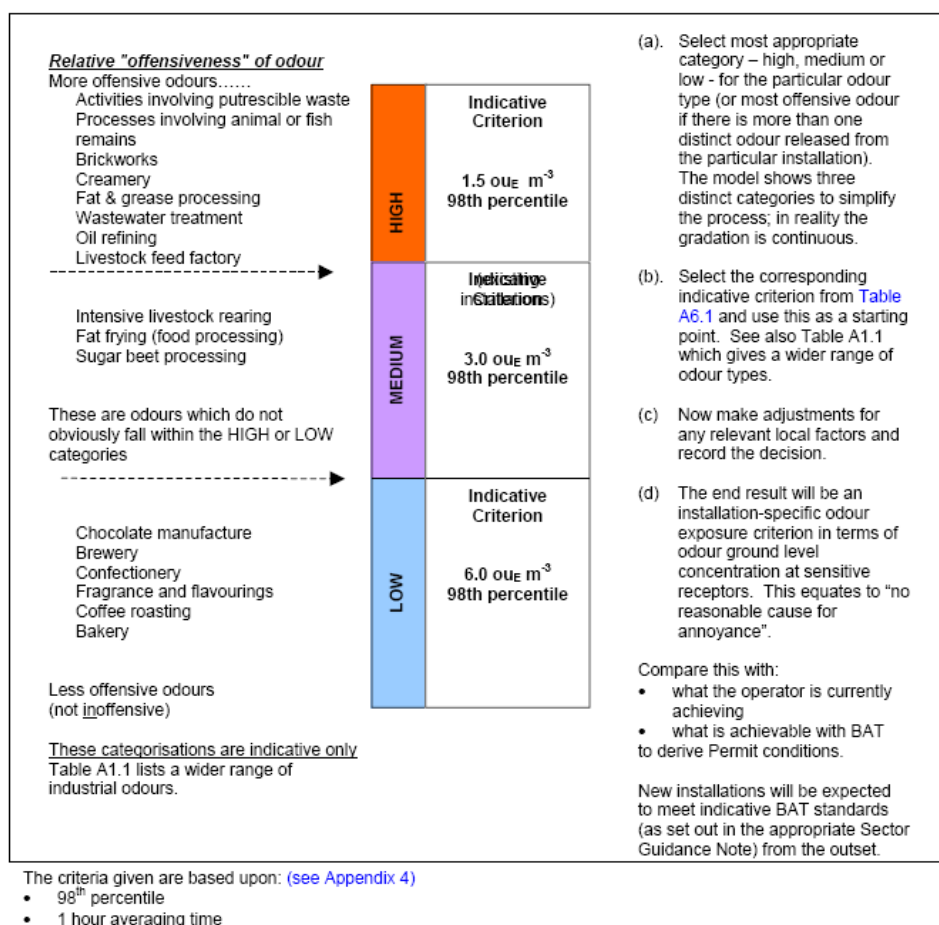 Relative "offensiveness" of odour
More offensive odours......
Activities involving putrescible waste
Processes involving animal or fish
remains
Brickworks
Creamery
Fat & grease processing
Wastewater treatment
Oil refining
Livestock feed factory
Intensive livestock rearing
Fat frying (food processing)
Sugar beet processing
These are odours which do not
obviously fall within the HIGH or LOW
categories
Chocolate manufacture
Brewery
Confectionery
Fragrance and flavourings
Coffee roasting
Bakery
Less offensive odours
(not inoffensive)
These categorisations are indicative only
Table A1.1 lists a wider range of
industrial odours.
HIGH
Indicative
Criterion
1.5 ouE m-3
98th percentile
MEDIUM
Indicative
Criterion
(existing
installations)
3.0 ouE m-3
98th percentile
LOW
Indicative
Criterion
6.0 ouE m-3
98th percentile
(a). Select most appropriate
category – high, medium or
low - for the particular odour
type (or most offensive odour
if there is more than one
distinct odour released from
the particular installation).
The model shows three
distinct categories to simplify
the process; in reality the
gradation is continuous.
(b). Select the corresponding
indicative criterion from Table
A6.1 and use this as a starting
point. See also Table A1.1
which gives a wider range of
odour types.
(c) Now make adjustments for
any relevant local factors and
record the decision.
(d) The end result will be an
installation-specific odour
exposure criterion in terms of
odour ground level
concentration at sensitive
receptors. This equates to “no
reasonable cause for
annoyance”.
Compare this with:
• what the operator is currently
achieving
• what is achievable with BAT
to derive Permit conditions.
New installations will be expected
to meet indicative BAT standards
(as set out in the appropriate Sector
Guidance Note) from the outset.
The criteria given are based upon: (see Appendix 4)
• 98th percentile
• 1 hour averaging time